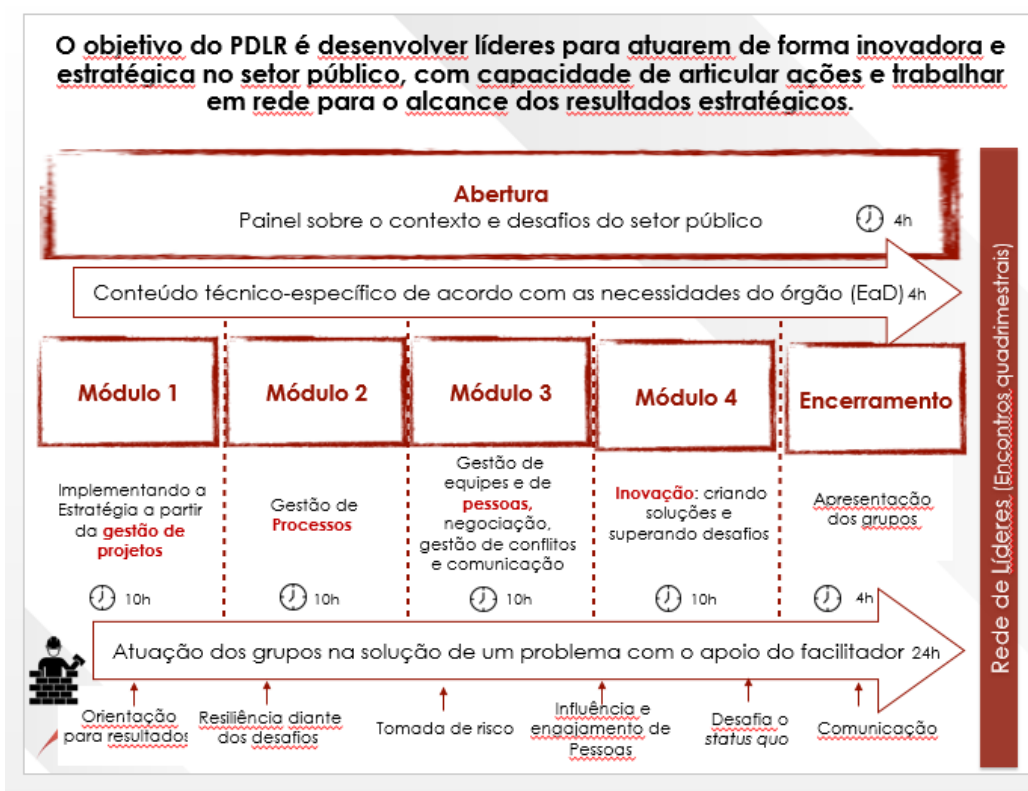 O objetivo do PDLR é desenvolver líderes para atuarem de forma inovadora e
estratégica no setor público, com capacidade de articular ações e trabalhar
em rede para o alcance dos resultados estratégicos.
Abertura
Painel sobre o contexto e desafios do setor público
4h
Conteúdo técnico-específico de acordo com as necessidades do órgão (EaD) 4h
Módulo 1
Implementando a
Estratégia a partir
da gestão de
projetos
10h
Módulo 2
Gestão de
Processos
10h
Módulo 3
Gestão de
equipes e de
pessoas,
negociação,
gestão de conflitos
e comunicação
10h
Módulo 4
Inovação: criando
soluções e
superando desafios
10h
Encerramento
Apresentação
dos grupos
4h
Atuação dos grupos na solução de um problema com o apoio do facilitador 24h
Orientação
para resultados
Resiliência diante
dos desafios
Tomada de risco
Influência e
engajamento de
Pessoas
Desafia o
status quo
Comunicação
Rede de Líderes (Encontros quadrimestrais)